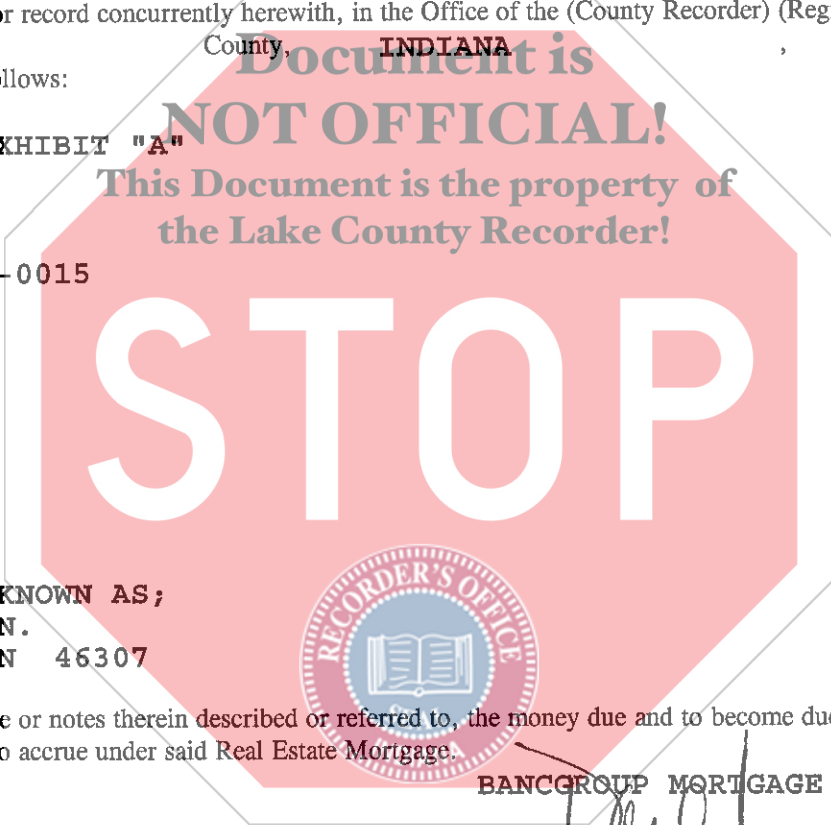 or record concurrently herewith, in the Office of the (County Recorder) (Reg
County, INDIANA ,
llows:
Document is
NOT OFFICIAL!
XHIBIT "A"
This Document is the property of
the Lake County Recorder!
-0015
STOP
RECORDER'S OFFICE
SEAL
KNOWN AS;
N.
N 46307
e or notes therein described or referred to, the money due and to become due
o accrue under said Real Estate Mortgage.
BANCGROUP MORTGAGE